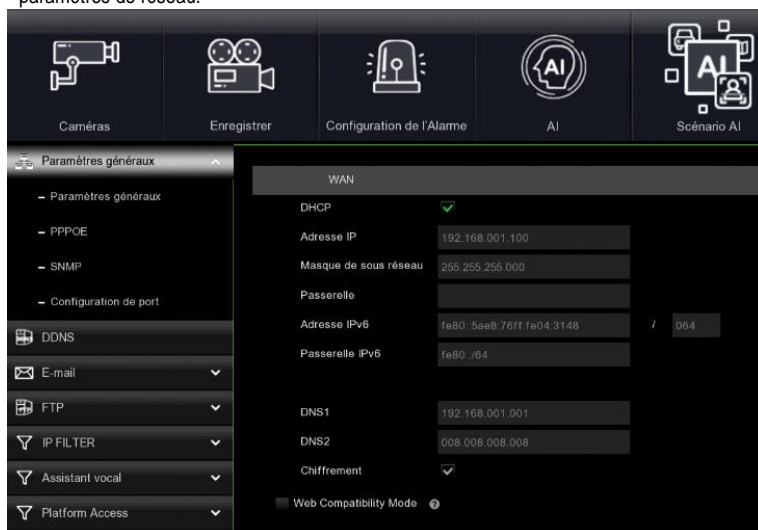 paramètres de réseau.
Caméras
Enregistrer
Configuration de l'Alarme
AI
AI
AI
Scénario AI
Paramètres généraux
– Paramètres généraux
– PPPOE
– SNMP
– Configuration de port
DDNS
E-mail
FTP
IP FILTER
Assistant vocal
Platform Access
WAN
DHCP
Adresse IP 192.168.001.100
Masque de sous réseau 255.255.255.000
Passerelle
Adresse IPv6 fe80::5ae8:76ff:fe04:3148 / 064
Passerelle IPv6 fe80::/64
DNS1 192.168.001.001
DNS2 008.008.008.008
Chiffrement
Web Compatibility Mode ?